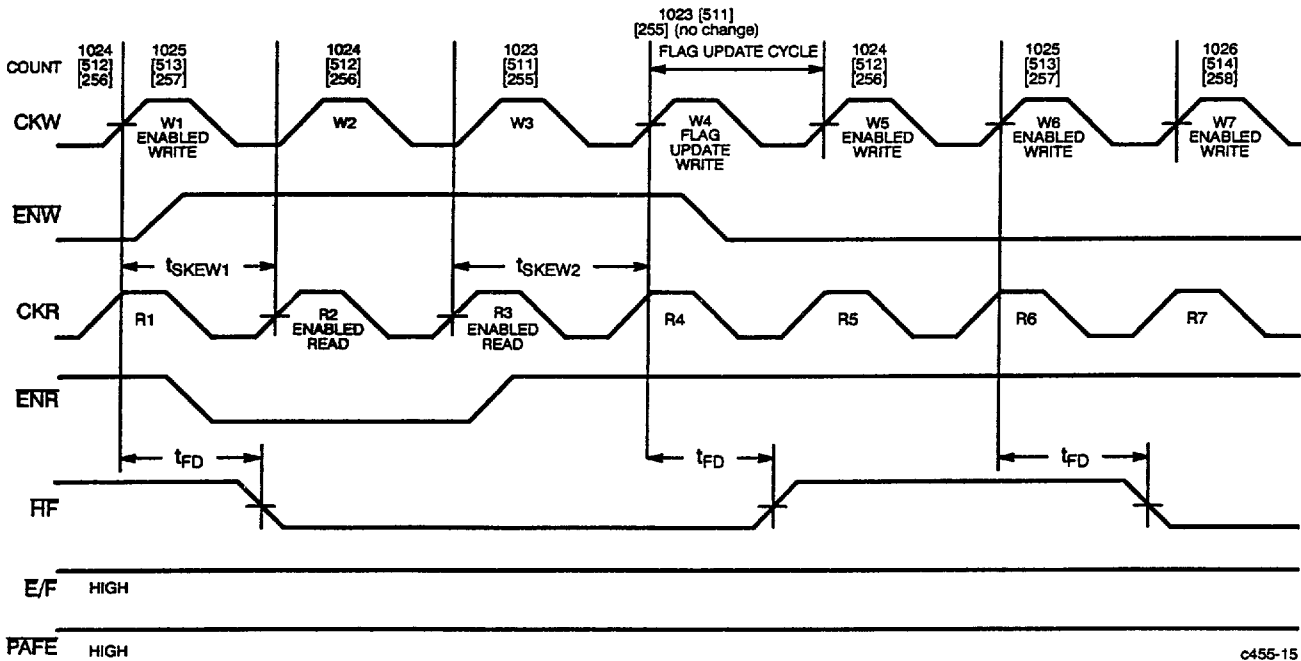 1023 [511]
[255] (no change)
1024
[512]
[256]
1025
[513]
[257]
1024
[512]
[256]
1023
[511]
[255]
FLAG UPDATE CYCLE
1024
[512]
[256]
1025
[513]
[257]
1026
[514]
[258]
COUNT
CKW
W1
ENABLED
WRITE
W2
W3
W4
FLAG
UPDATE
WRITE
W5
ENABLED
WRITE
W6
ENABLED
WRITE
W7
ENABLED
WRITE
ENW
tSKEW1
tSKEW2
CKR
R1
R2
ENABLED
READ
R3
ENABLED
READ
R4
R5
R6
R7
ENR
tFD
tFD
tFD
HF
E/F HIGH
PAFE HIGH
c455-15